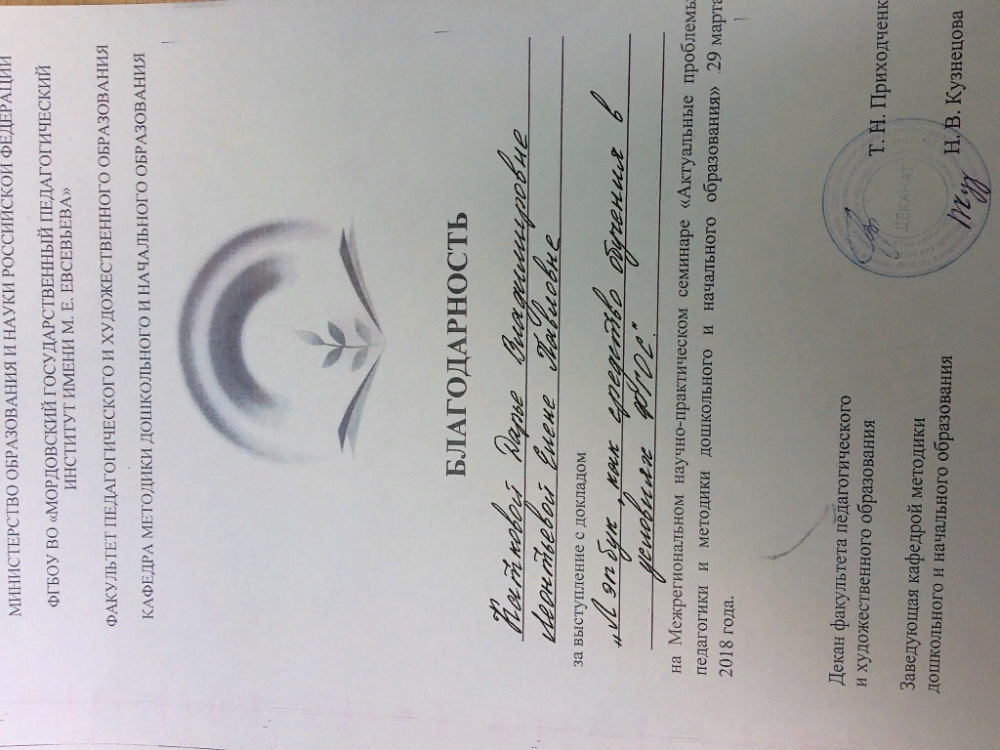 МИНИСТЕРСТВО ОБРАЗОВАНИЯ И НАУКИ РОССИЙСКОЙ ФЕДЕРАЦИИ
ФГБОУ ВО «МОРДОВСКИЙ ГОСУДАРСТВЕННЫЙ ПЕДАГОГИЧЕСКИЙ
ИНСТИТУТ ИМЕНИ М. Е. ЕВСЕВЬЕВА»
ФАКУЛЬТЕТ ПЕДАГОГИЧЕСКОГО И ХУДОЖЕСТВЕННОГО ОБРАЗОВАНИЯ
КАФЕДРА МЕТОДИКИ ДОШКОЛЬНОГО И НАЧАЛЬНОГО ОБРАЗОВАНИЯ
БЛАГОДАРНОСТЬ
Катковой Дарье Владимировне
Леонтьевой Елене Павловне
за выступление с докладом
„Лэпбук, как средство обучения в
условиях ФГОС"
на Межрегиональном научно-практическом семинаре «Актуальные проблемы
педагогики и методики дошкольного и начального образования» 29 марта
2018 года.
Декан факультета педагогического
и художественного образования Т. Н. Приходченк
Заведующая кафедрой методики
дошкольного и начального образования Н. В. Кузнецова
ДЕКАНАТ